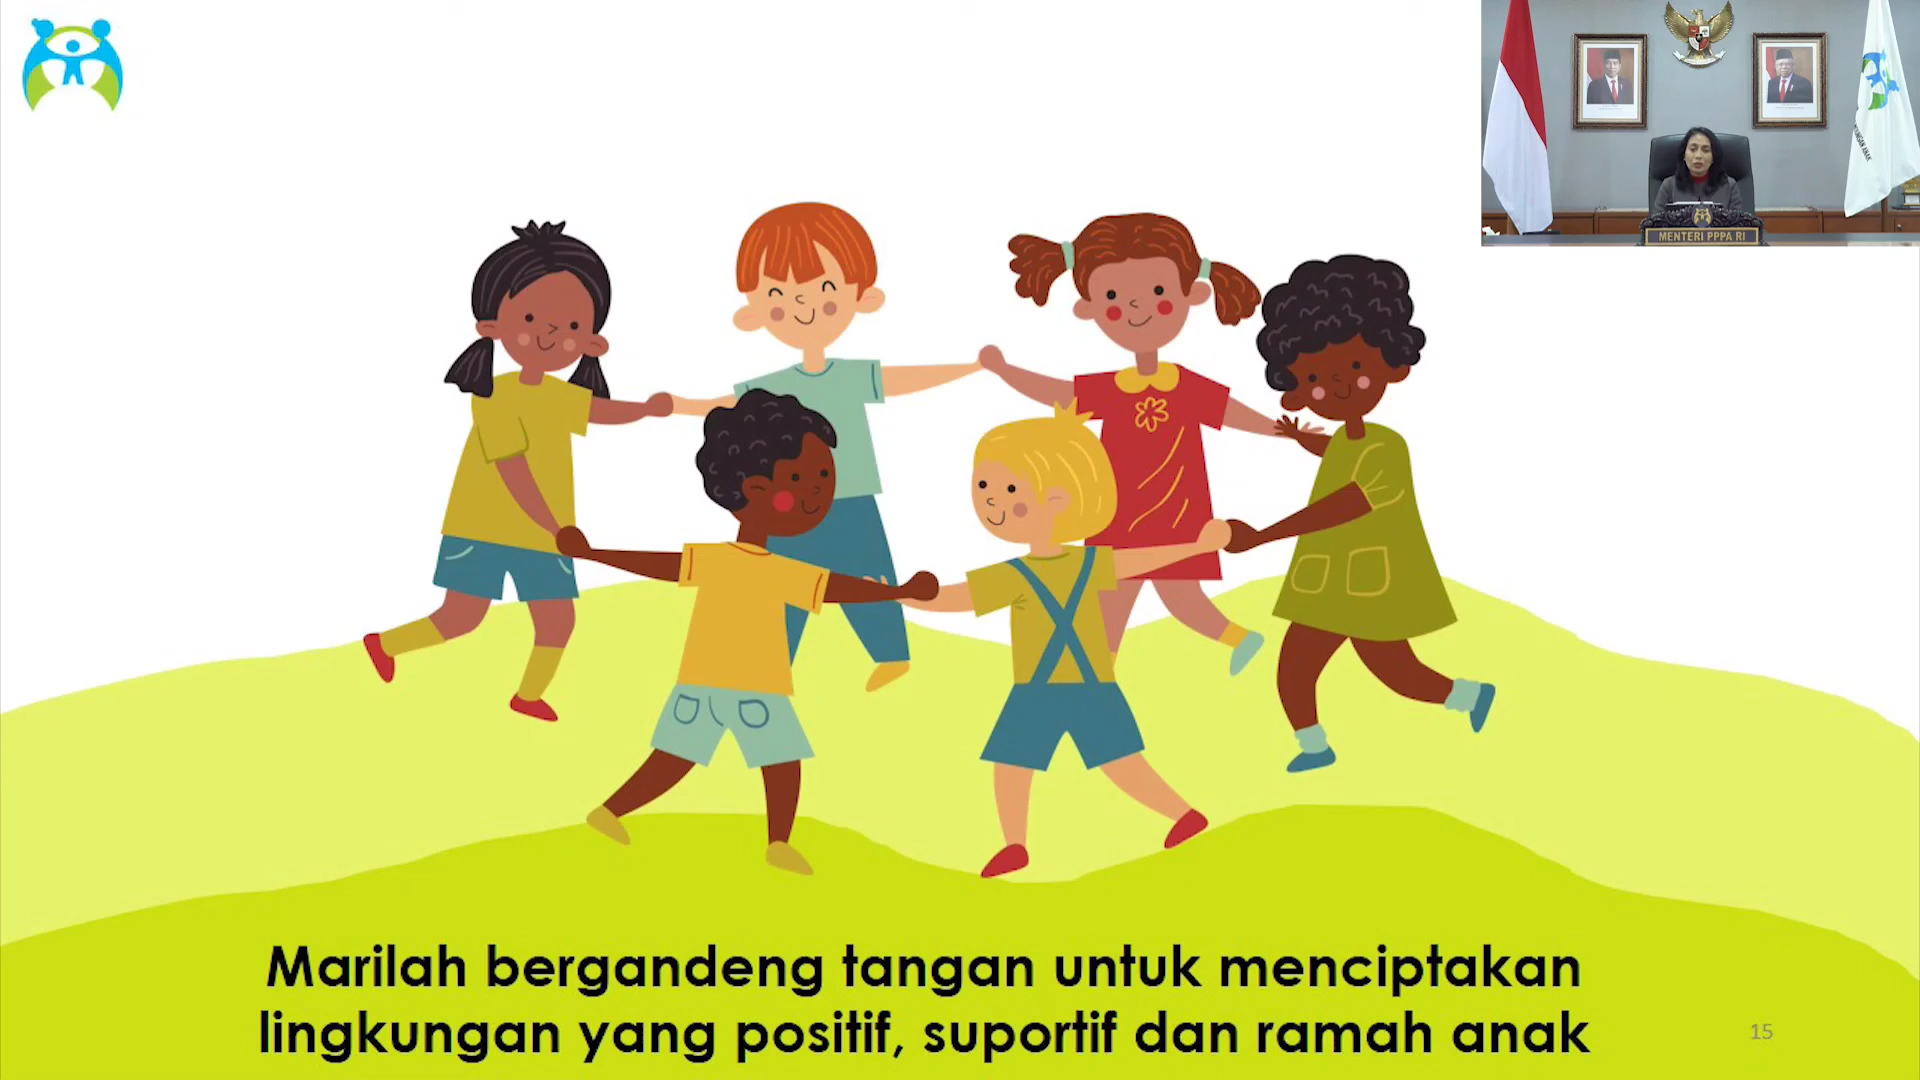 MENTERI PPPA RI
Marilah bergandeng tangan untuk menciptakan
lingkungan yang positif, suportif dan ramah anak
15